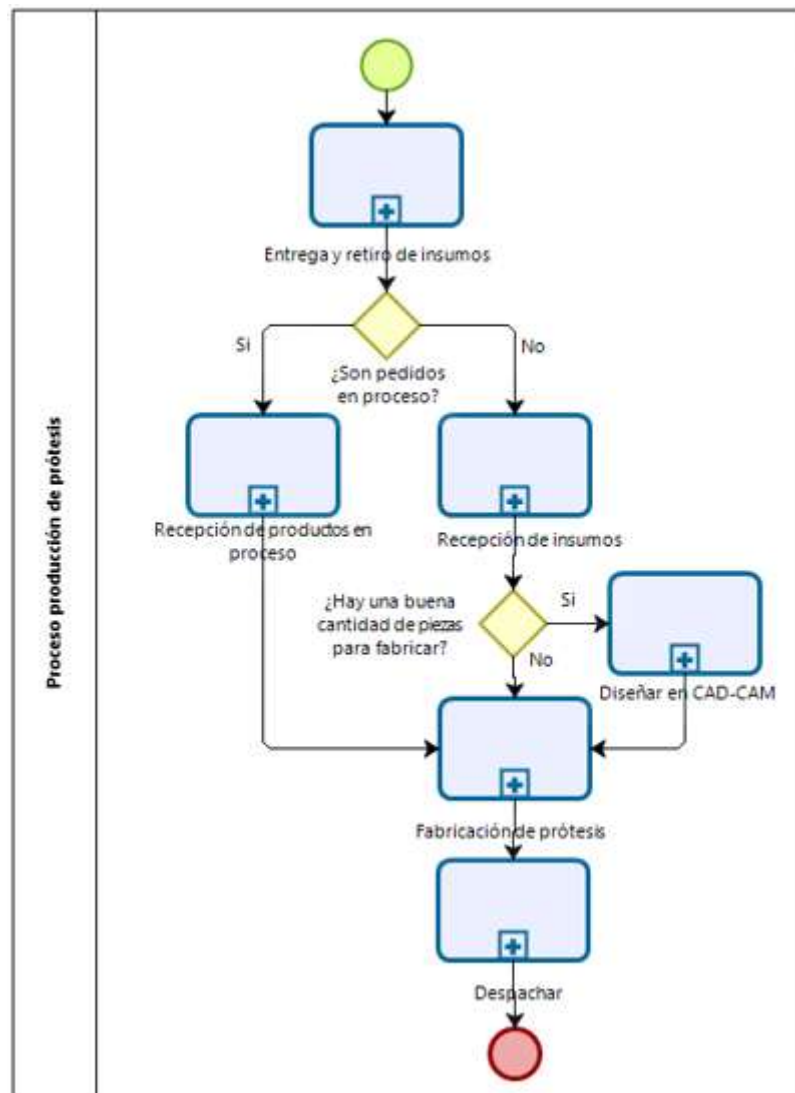 Proceso producción de prótesis
Entrega y retiro de insumos
Si
No
¿Son pedidos
en proceso?
Recepción de productos en
proceso
Recepción de insumos
¿Hay una buena
cantidad de piezas
para fabricar?
Si
No
Diseñar en CAD-CAM
Fabricación de prótesis
Despachar